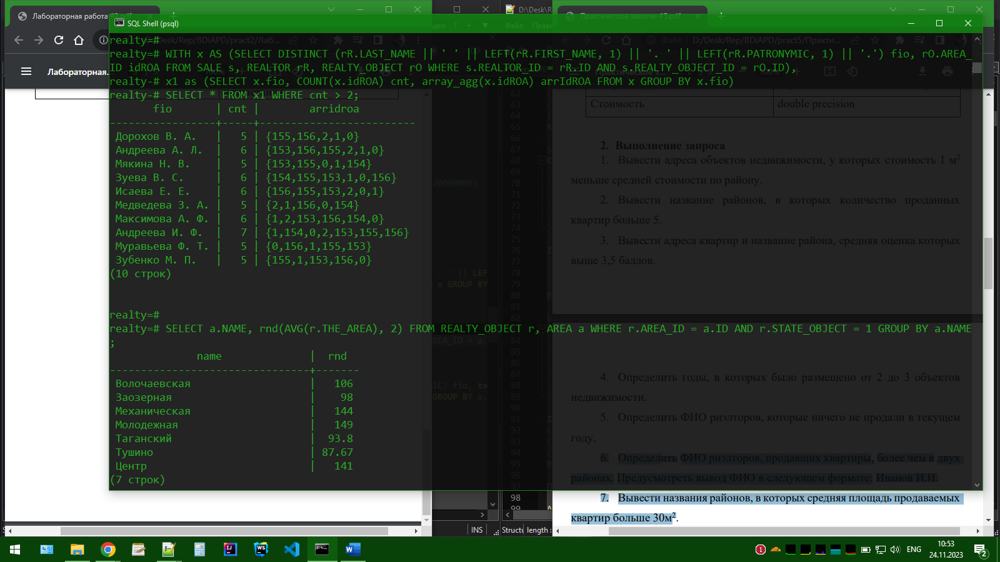 Лабораторная работа #2.pdf
D:\Desk\R
Практическое занятие #5.pdf
SQL Shell (psql)
Лабораторная.
realty=#
realty=# WITH x AS (SELECT DISTINCT (rR.LAST_NAME || ' ' || LEFT(rR.FIRST_NAME, 1) || '. ' || LEFT(rR.PATRONYMIC, 1) || '.') fio, rO.AREA_
ID idROA FROM SALE s, REALTOR rR, REALTY_OBJECT rO WHERE s.REALTOR_ID = rR.ID AND s.REALTY_OBJECT_ID = rO.ID),
realty-# x1 as (SELECT x.fio, COUNT(x.idROA) cnt, array_agg(x.idROA) arrIdROA FROM x GROUP BY x.fio)
realty-# SELECT * FROM x1 WHERE cnt > 2;
fio | cnt | arridroa
-----------------+-----+-------------------------
Дорохов В. А. | 5 | {155,156,2,1,0}
Андреева А. Л. | 6 | {153,156,155,2,1,0}
Мякина Н. В. | 5 | {153,155,0,1,154}
Зуева В. С. | 6 | {154,155,153,1,0,156}
Исаева Е. Е. | 6 | {156,155,153,2,0,1}
Медведева З. А. | 5 | {2,1,156,0,154}
Максимова А. Ф. | 6 | {1,2,153,156,154,0}
Андреева И. Ф. | 7 | {1,154,0,2,153,155,156}
Муравьева Ф. Т. | 5 | {0,156,1,155,153}
Зубенко М. П. | 5 | {155,1,153,156,0}
(10 строк)
realty=#
realty=# SELECT a.NAME, rnd(AVG(r.THE_AREA), 2) FROM REALTY_OBJECT r, AREA a WHERE r.AREA_ID = a.ID AND r.STATE_OBJECT = 1 GROUP BY a.NAME
;
name | rnd
--------------------------------+-------
Волочаевская | 106
Заозерная | 98
Механическая | 144
Молодежная | 149
Таганский | 93.8
Тушино | 87.67
Центр | 141
(7 строк)
Стоимость
double precision
2. Выполнение запроса
1. Вывести адреса объектов недвижимости, у которых стоимость 1 м2
меньше средней стоимости по району.
2. Вывести название районов, в которых количество проданных
квартир больше 5.
3. Вывести адреса квартир и название района, средняя оценка которых
выше 3,5 баллов.
4. Определить годы, в которых было размещено от 2 до 3 объектов
недвижимости.
5. Определить ФИО риэлторов, которые ничего не продали в текущем
году.
6. Определить ФИО риэлторов, продавших квартиры, более чем в двух
районах. Предусмотреть вывод ФИО в следующем формате: Иванов И.И.
7. Вывести названия районов, в которых средняя площадь продаваемых
квартир больше 30м2.
98
99
INS
Structu
length :
ENG
10:53
24.11.2023
2